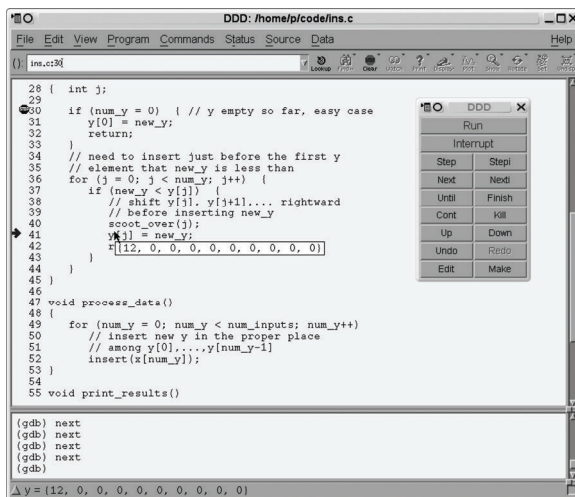 DDD: /home/p/code/ins.c
File Edit View Program Commands Status Source Data Help
(): ins.c:30
Lookup Find» Clear Watch Print Display Plot Show Rotate Set Undisp
28 { int j;
29
30 if (num_y = 0) { // y empty so far, easy case
31 y[0] = new_y;
32 return;
33 }
34 // need to insert just before the first y
35 // element that new_y is less than
36 for (j = 0; j < num_y; j++) {
37 if (new_y < y[j]) {
38 // shift y[j], y[j+1],... rightward
39 // before inserting new_y
40 scoot_over(j);
41 y[j] = new_y;
42 r
{12, 0, 0, 0, 0, 0, 0, 0, 0, 0}
43 }
44 }
45 }
46
47 void process_data()
48 {
49 for (num_y = 0; num_y < num_inputs; num_y++)
50 // insert new y in the proper place
51 // among y[0],...,y[num_y-1]
52 insert(x[num_y]);
53 }
54
55 void print_results()
DDD
Run
Interrupt
Step Stepi
Next Nexti
Until Finish
Cont Kill
Up Down
Undo Redo
Edit Make
(gdb) next
(gdb) next
(gdb) next
(gdb) next
(gdb)
Δ y = {12, 0, 0, 0, 0, 0, 0, 0, 0, 0}